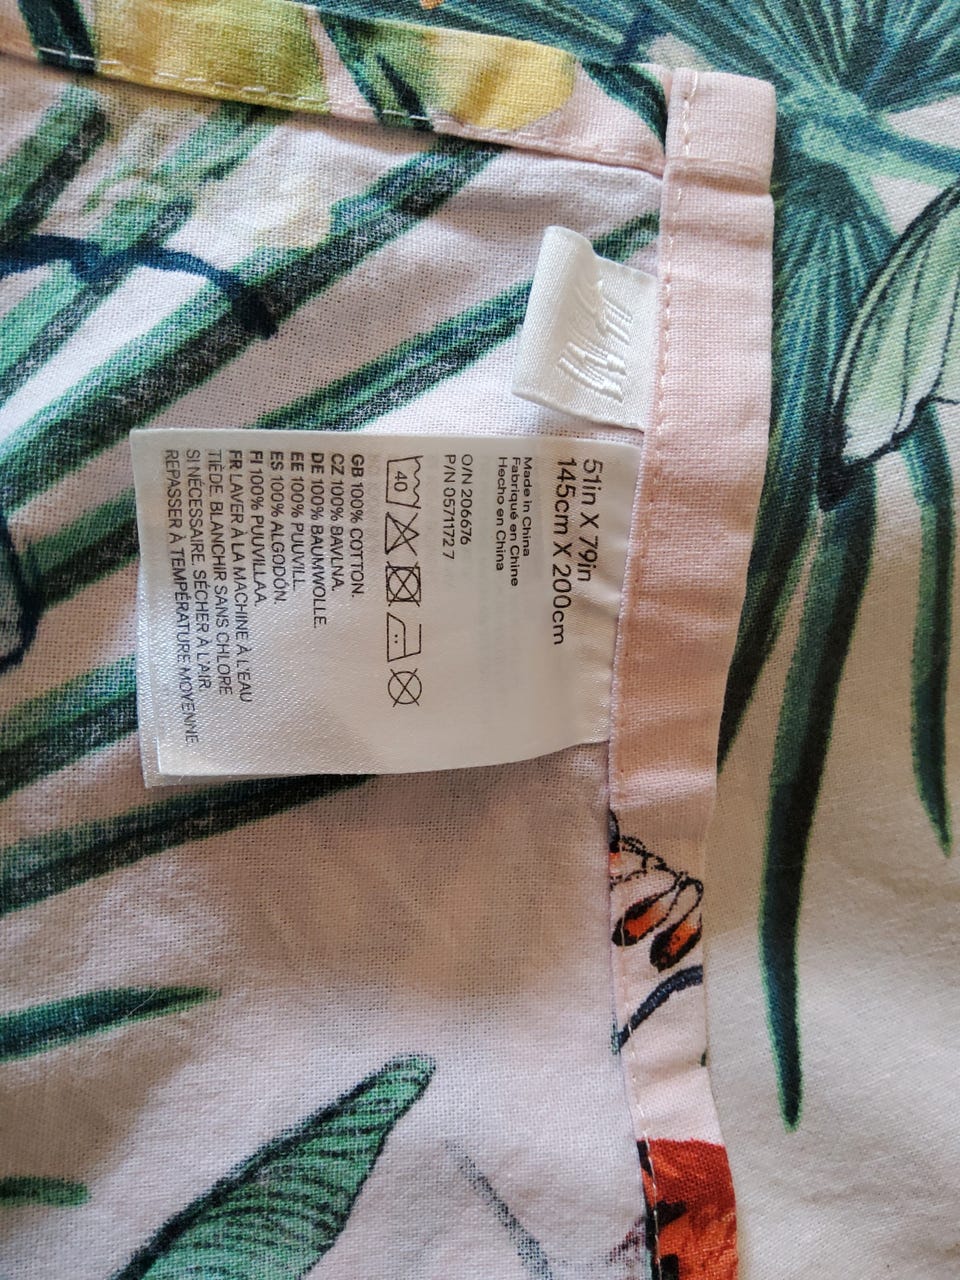 H&M
51in X 79in
145cm X 200cm
Made in China
Fabriqué en Chine
Hecho en China
O/N 206676
P/N 0571172 7
40
GB 100% COTTON.
CZ 100% BAVLNA.
DE 100% BAUMWOLLE.
EE 100% PUUVILL.
ES 100% ALGODÓN.
FI 100% PUUVILLAA.
FR LAVER À LA MACHINE À L'EAU
TIÈDE. BLANCHIR SANS CHLORE
SI NÉCESSAIRE. SÉCHER À L'AIR.
REPASSER À TEMPÉRATURE MOYENNE.